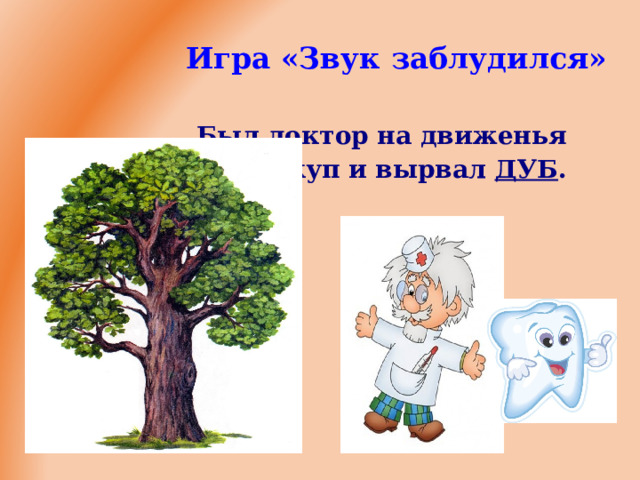 Игра «Звук заблудился»
Был доктор на движенья
куп и вырвал ДУБ.